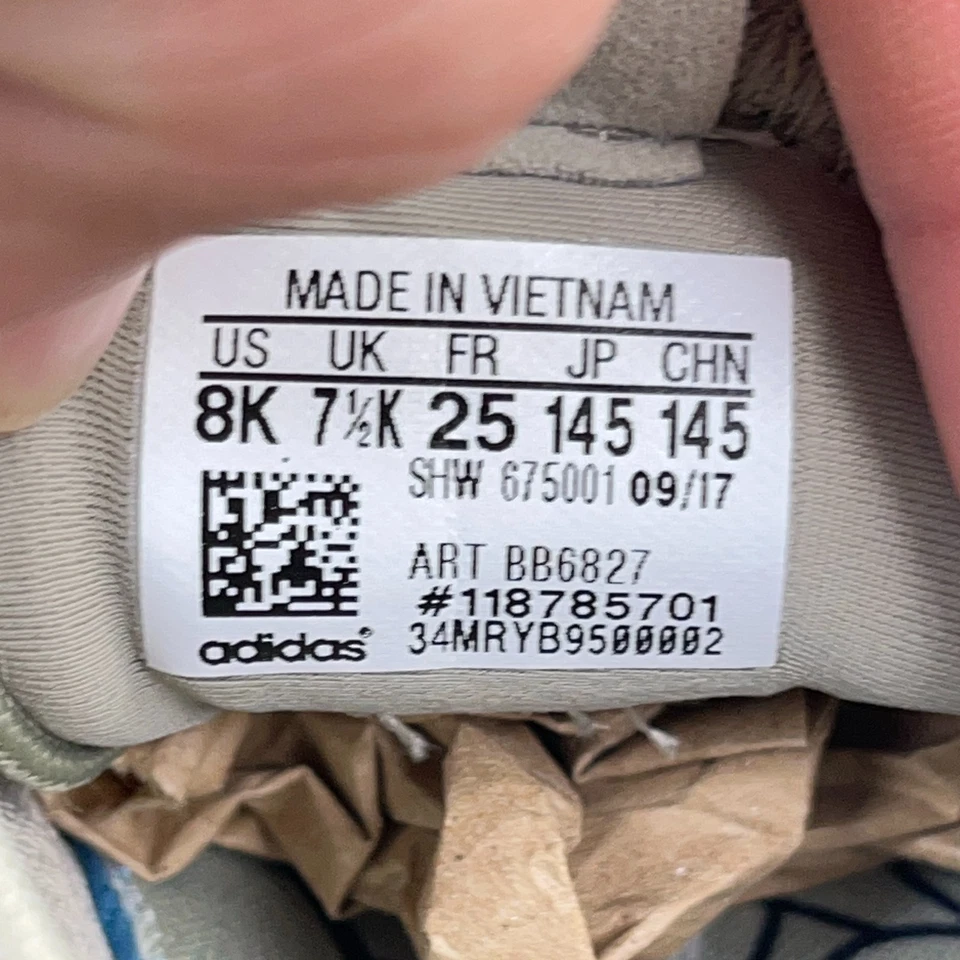 MADE IN VIETNAM
US UK FR JP CHN
8K 7½K 25 145 145
SHW 675001 09/17
ART BB6827
#118785701
adidas® 34MRYB9500002